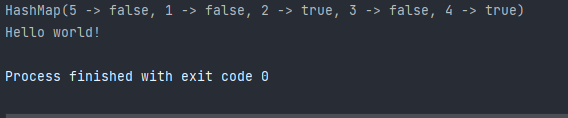 HashMap(5 -> false, 1 -> false, 2 -> true, 3 -> false, 4 -> true)
Hello world!
Process finished with exit code 0